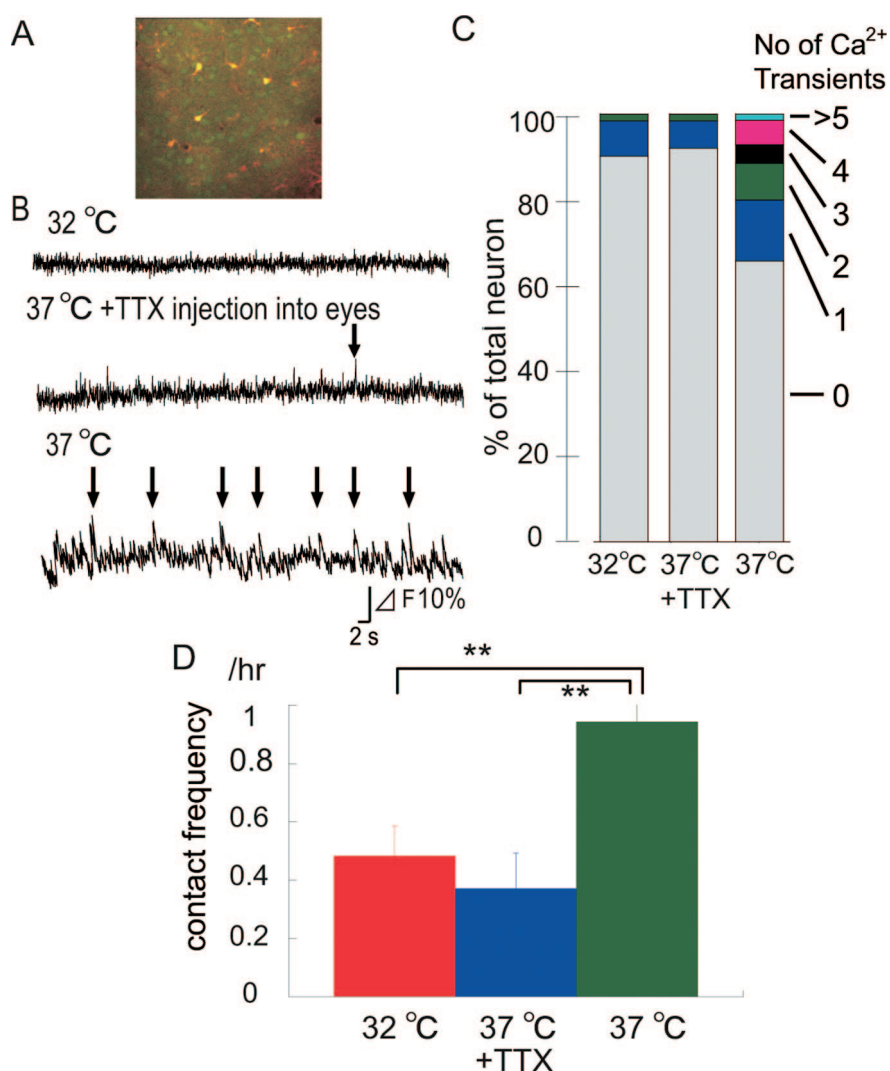 A
B
32 °C
37 °C +TTX injection into eyes
37 °C
⊿ F10%
2 s
C
No of Ca2+
Transients
>5
4
3
2
1
0
% of total neuron
100
80
60
40
20
0
32°C
37°C
37°C
+TTX
D
/hr
**
**
contact frequency
1
0.8
0.6
0.4
0.2
0
32 °C
37 °C
37 °C
+TTX